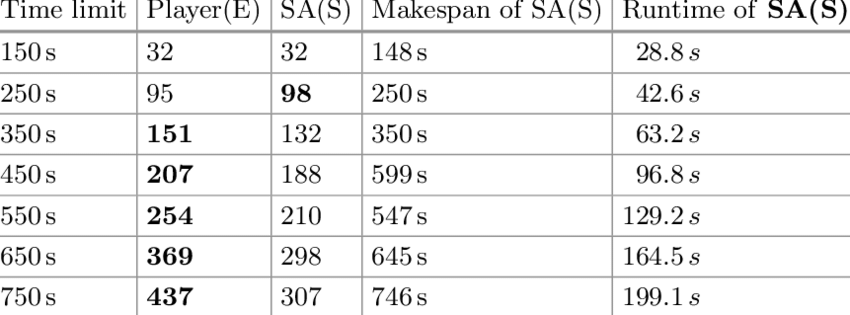 Time limit Player(E) SA(S) Makespan of SA(S) Runtime of SA(S)
150 s 32 32 148 s 28.8 s
250 s 95 98 250 s 42.6 s
350 s 151 132 350 s 63.2 s
450 s 207 188 599 s 96.8 s
550 s 254 210 547 s 129.2 s
650 s 369 298 645 s 164.5 s
750 s 437 307 746 s 199.1 s